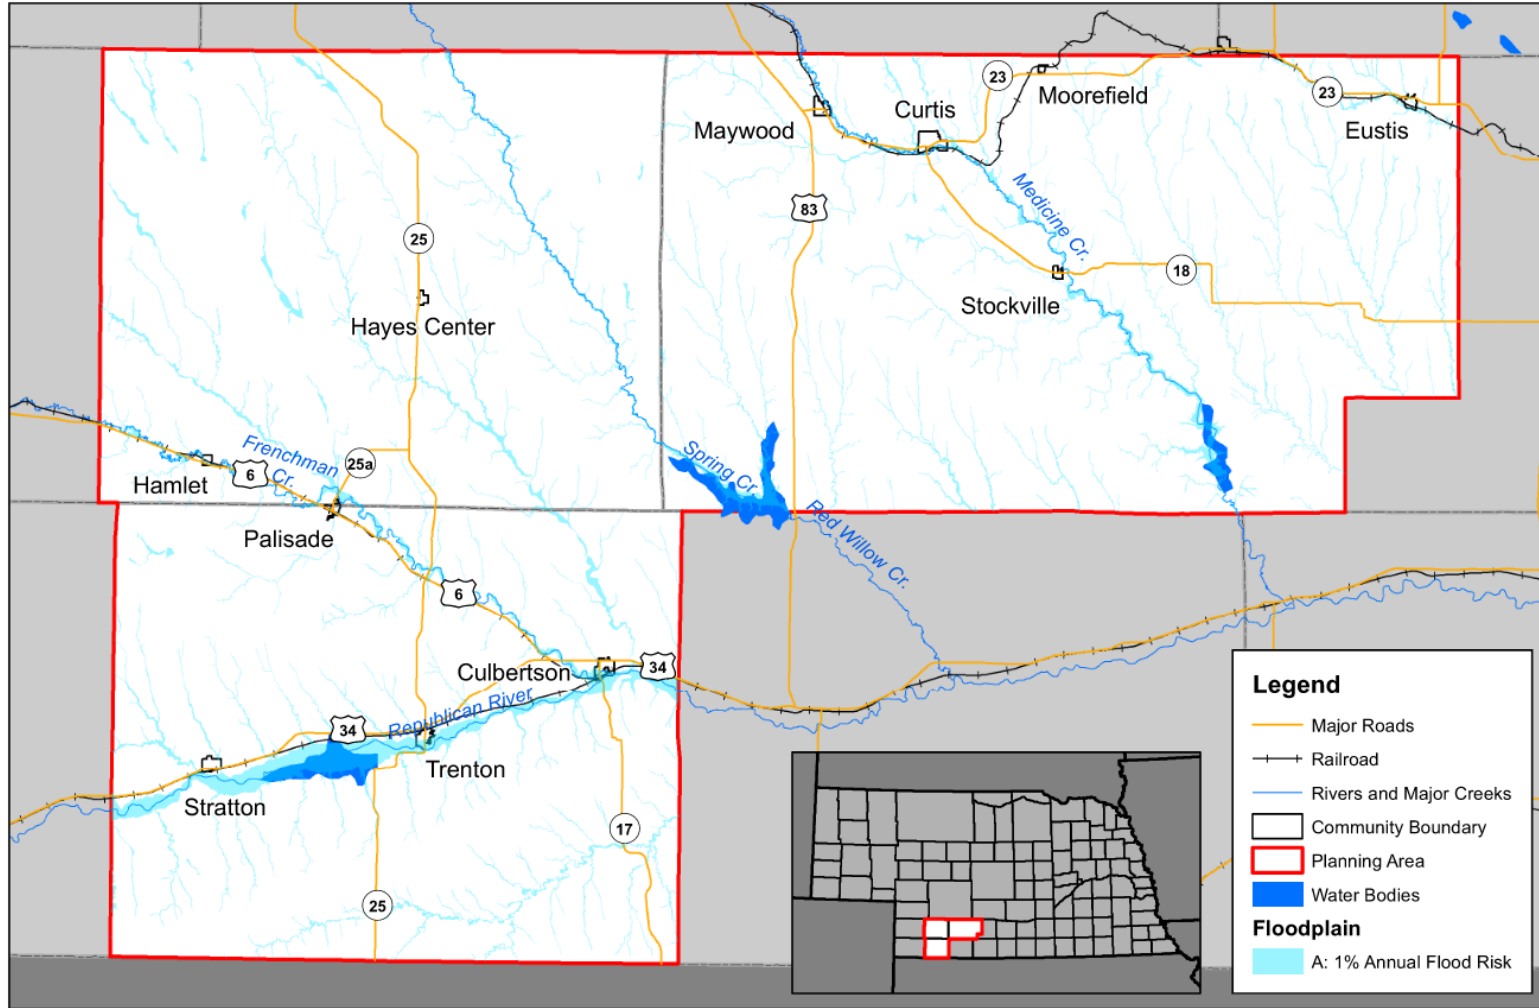 23
Moorefield
23
Curtis
Maywood
Eustis
Medicine Cr.
83
25
18
Stockville
Hayes Center
Frenchman
Cr.
25a
6
Hamlet
Spring Cr.
Red Willow Cr.
Palisade
6
Culbertson
34
Republican River
34
Trenton
Stratton
17
25
Legend
Major Roads
Railroad
Rivers and Major Creeks
Community Boundary
Planning Area
Water Bodies
Floodplain
A: 1% Annual Flood Risk